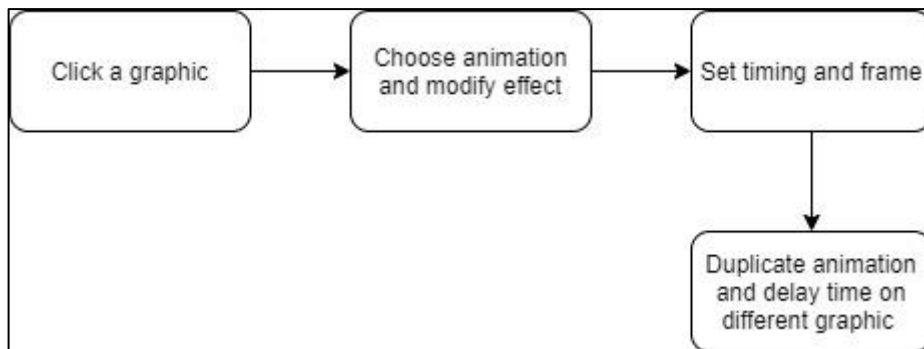 Click a graphic
Choose animation
and modify effect
Set timing and frame
Duplicate animation
and delay time on
different graphic